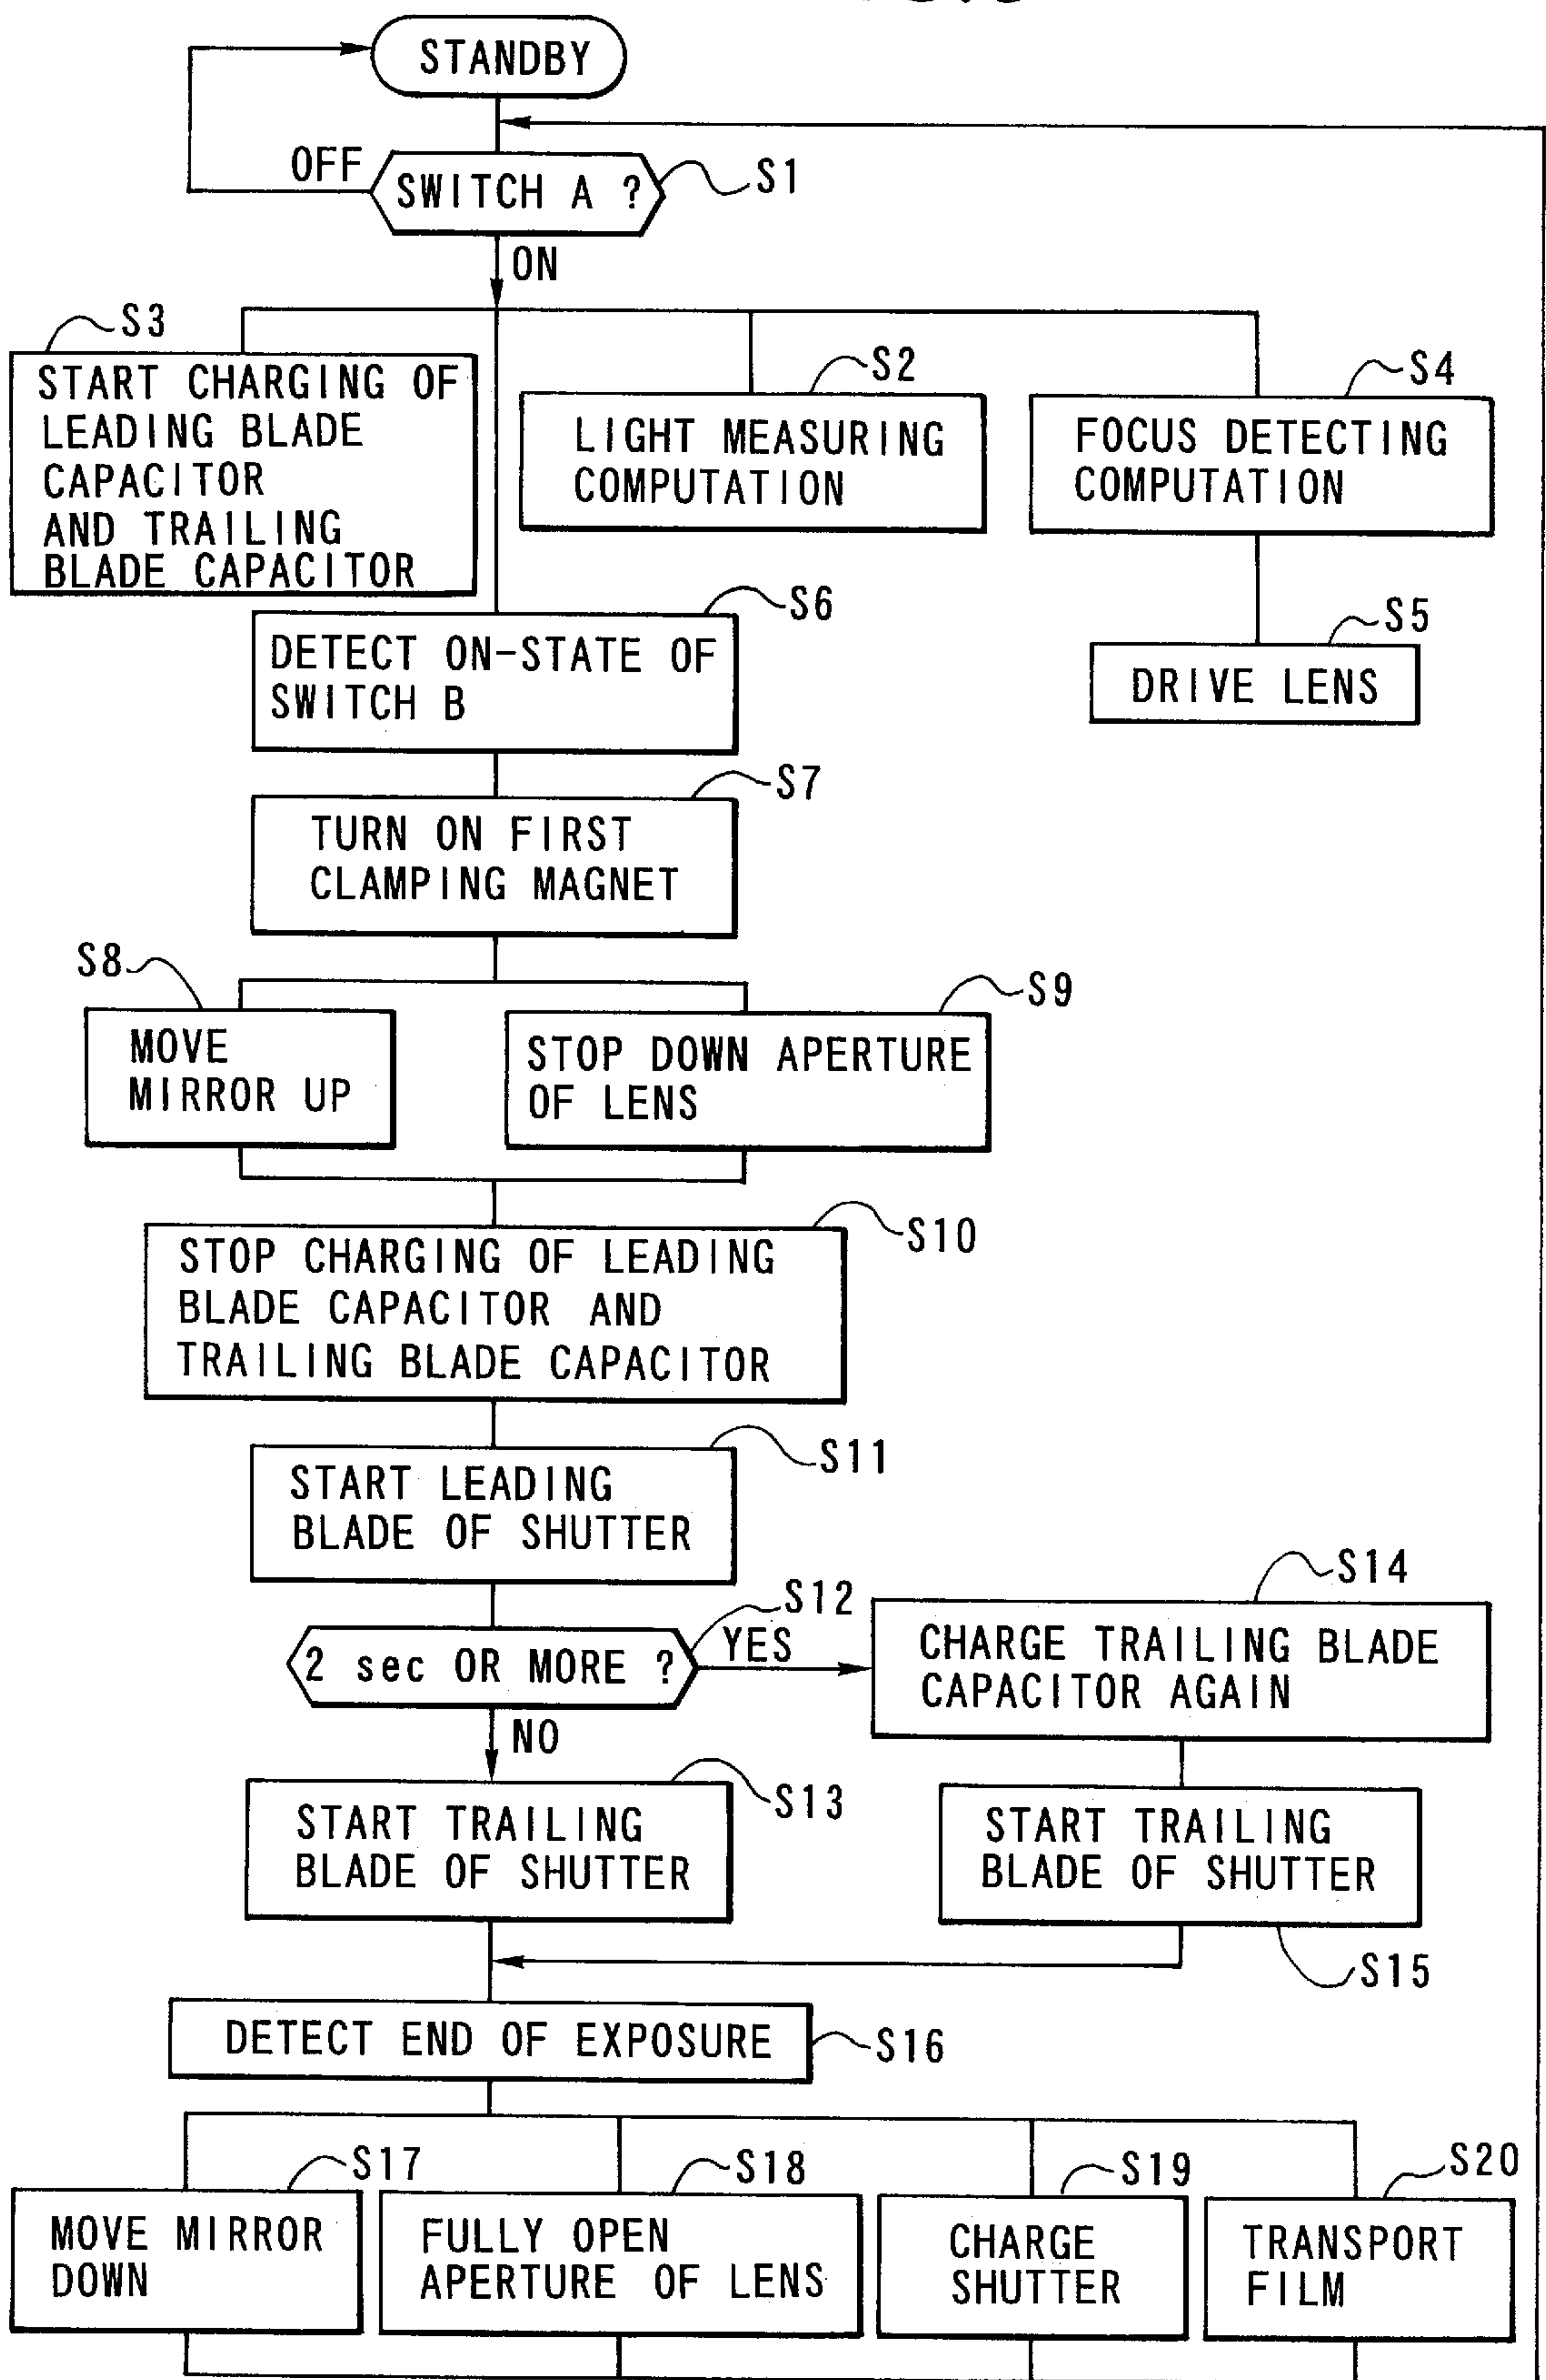 STANDBY
OFF
SWITCH A ?
S1
ON
S3
START CHARGING OF
LEADING BLADE
CAPACITOR
AND TRAILING
BLADE CAPACITOR
S2
LIGHT MEASURING
COMPUTATION
S4
FOCUS DETECTING
COMPUTATION
S6
DETECT ON-STATE OF
SWITCH B
S5
DRIVE LENS
S7
TURN ON FIRST
CLAMPING MAGNET
S8
MOVE
MIRROR UP
S9
STOP DOWN APERTURE
OF LENS
S10
STOP CHARGING OF LEADING
BLADE CAPACITOR AND
TRAILING BLADE CAPACITOR
S11
START LEADING
BLADE OF SHUTTER
S12
2 sec OR MORE ?
YES
S14
CHARGE TRAILING BLADE
CAPACITOR AGAIN
NO
S13
START TRAILING
BLADE OF SHUTTER
START TRAILING
BLADE OF SHUTTER
S15
DETECT END OF EXPOSURE
S16
S17
MOVE MIRROR
DOWN
S18
FULLY OPEN
APERTURE OF LENS
S19
CHARGE
SHUTTER
S20
TRANSPORT
FILM